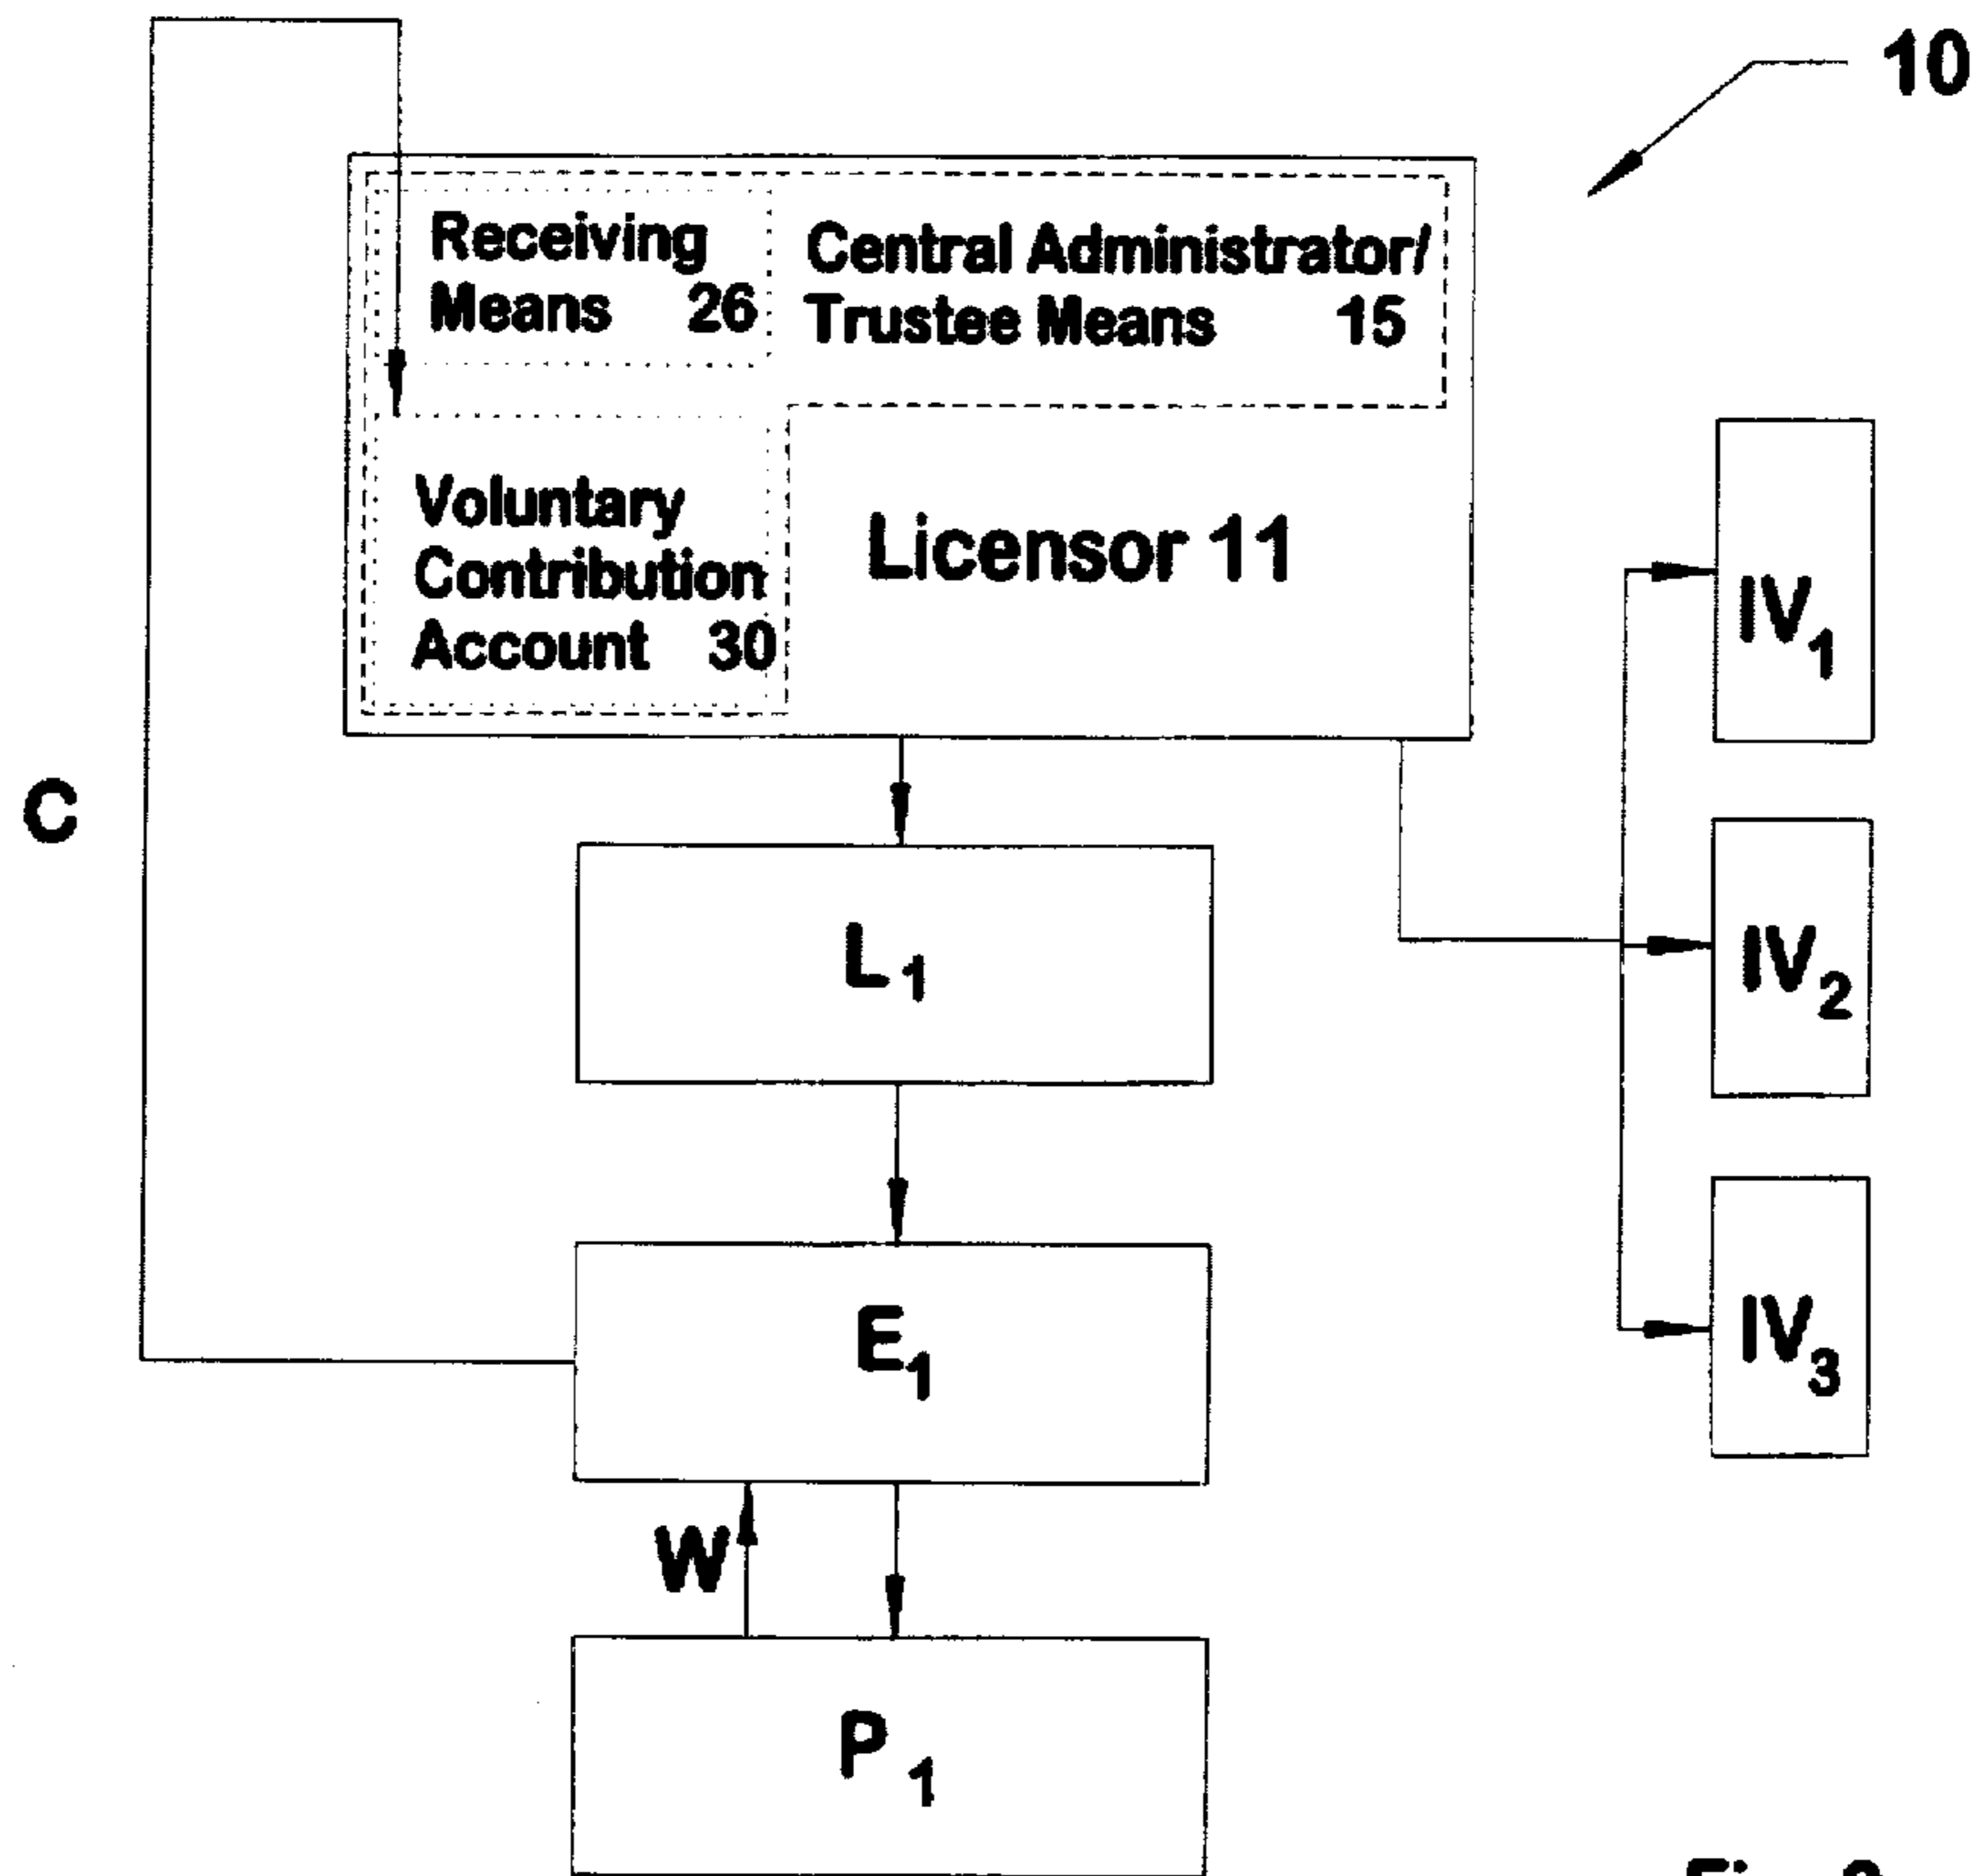 10
Receiving
Means 26
Central Administrator/
Trustee Means 15
Voluntary
Contribution
Account 30
Licensor 11
C
IV1
L1
IV2
E1
IV3
W
P1